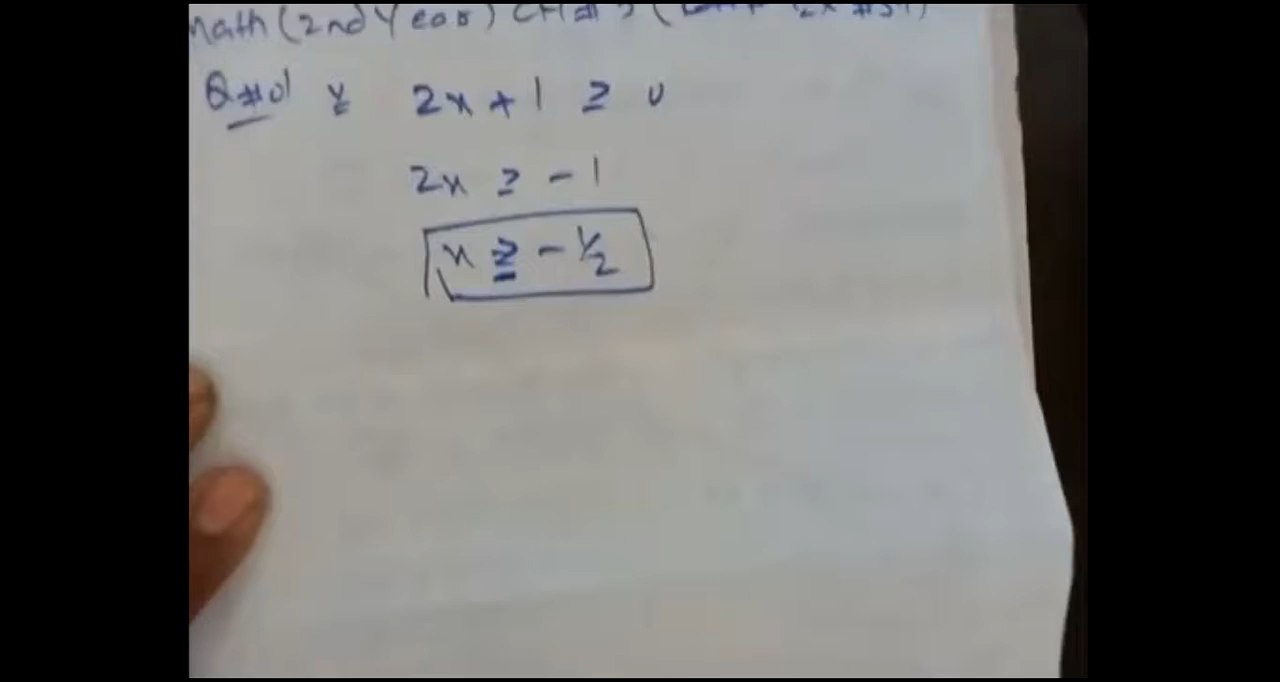 Math (2nd Year) CH#
Q#01 v 2x + 1 ≥ 0
2x ≥ - 1
x ≥ - 1/2